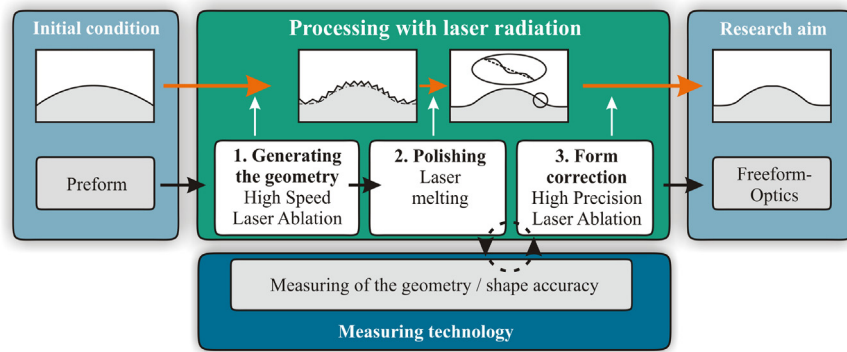 Initial condition
Processing with laser radiation
Research aim
Preform
1. Generating
the geometry
High Speed
Laser Ablation
2. Polishing
Laser
melting
3. Form
correction
High Precision
Laser Ablation
Freeform-
Optics
Measuring of the geometry / shape accuracy
Measuring technology